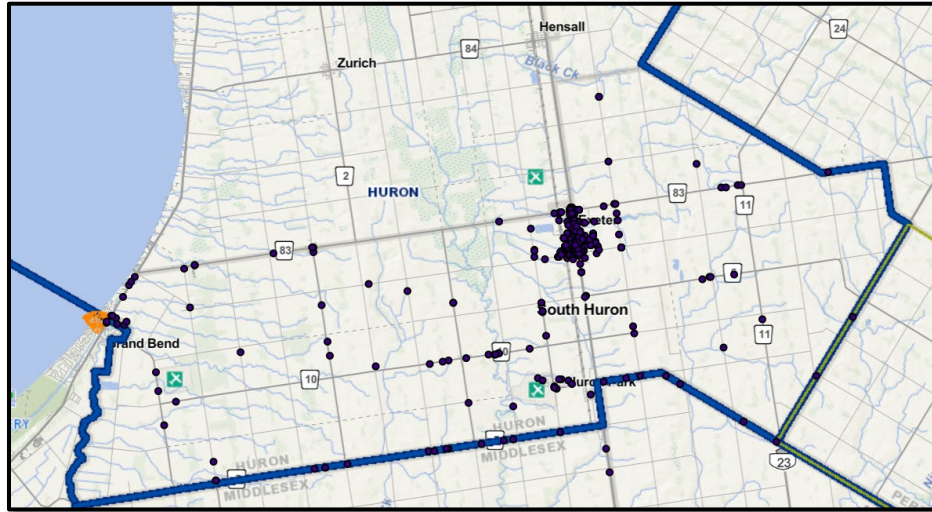 Hensall
24
84
Zurich
Black Ck
2
HURON
83
11
Exeter
83
South Huron
11
Grand Bend
10
HURON
MIDDLESEX
23
HURON
MIDDLESEX
RY